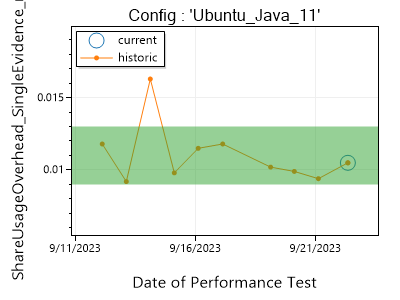 Config : 'Ubuntu_Java_11'
current
historic
ShareUsageOverhead_SingleEvidence_
0.015
0.01
9/11/2023
9/16/2023
9/21/2023
Date of Performance Test